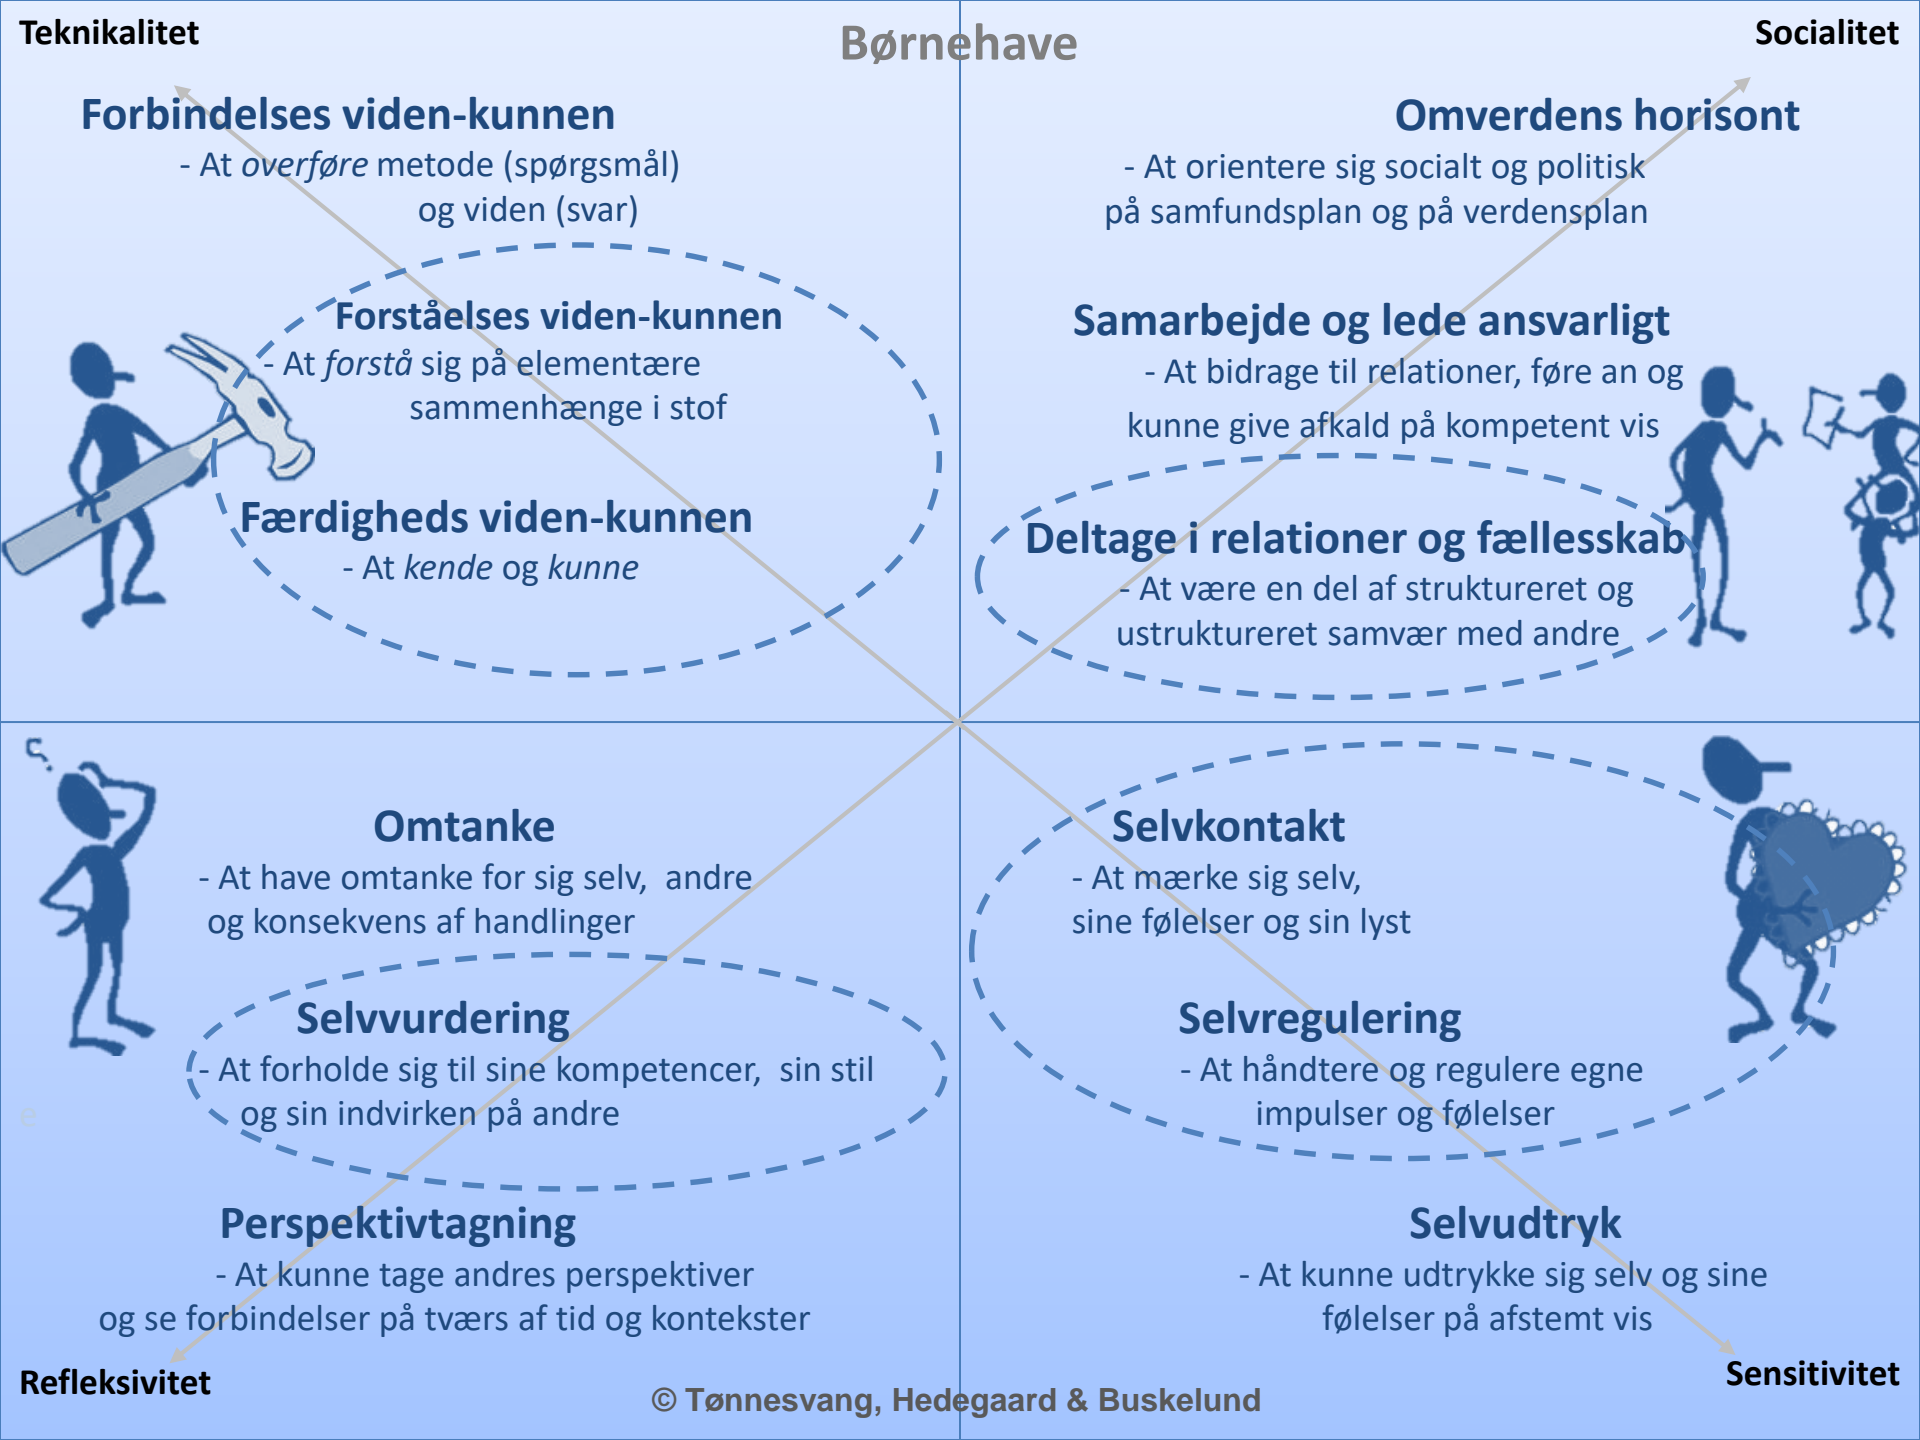 Teknikalitet
Børnehave
Socialitet
Forbindelses viden-kunnen
- At overføre metode (spørgsmål)
og viden (svar)
Forståelses viden-kunnen
- At forstå sig på elementære
sammenhænge i stof
Færdigheds viden-kunnen
- At kende og kunne
Omverdens horisont
- At orientere sig socialt og politisk
på samfundsplan og på verdensplan
Samarbejde og lede ansvarligt
- At bidrage til relationer, føre an og
kunne give afkald på kompetent vis
Deltage i relationer og fællesskab
- At være en del af struktureret og
ustruktureret samvær med andre
Omtanke
- At have omtanke for sig selv,  andre
og konsekvens af handlinger
Selvvurdering
- At forholde sig til sine kompetencer,  sin stil
og sin indvirken på andre
e
Perspektivtagning
- At kunne tage andres perspektiver
og se forbindelser på tværs af tid og kontekster
Refleksivitet
Selvkontakt
- At mærke sig selv,
sine følelser og sin lyst
Selvregulering
- At håndtere og regulere egne
impulser og følelser
Selvudtryk
- At kunne udtrykke sig selv og sine
følelser på afstemt vis
Sensitivitet
© Tønnesvang, Hedegaard & Buskelund